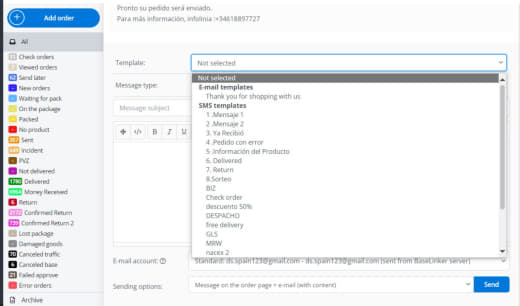 Pronto su pedido será enviado.
Para más información, infolinia :+34618897727
Add order
All
Check orders
Viewed orders
Send later
New orders
Waiting for pack
On the package
Packed
No product
Sent
Incident
PVZ
Not delivered
1790 Delivered
Money Received
6 Return
Confirmed Return
Confirmed Return 2
Lost package
Damaged goods
70 Canceled traffic
6 Canceled base
21 Failed approve
Error orders
Archive
Template:
Not selected
Message type:
Message subject
B I U
Not selected
E-mail templates
Thank you for shopping with us
SMS templates
1 .Mensaje 1
2 .Mensaje 2
3. Ya Recibió
4 .Pedido con error
5 .Información del Producto
6. Delivered
7. Return
8.Sorteo
BIZ
Check order
descuento 50%
DESPACHO
free delivery
GLS
MRW
nacex 2
E-mail account:
Standard: ds.spain123@gmail.com - ds.spain123@gmail.com (sent from BaseLinker server)
Sending options:
Message on the order page + e-mail (with content)
Send